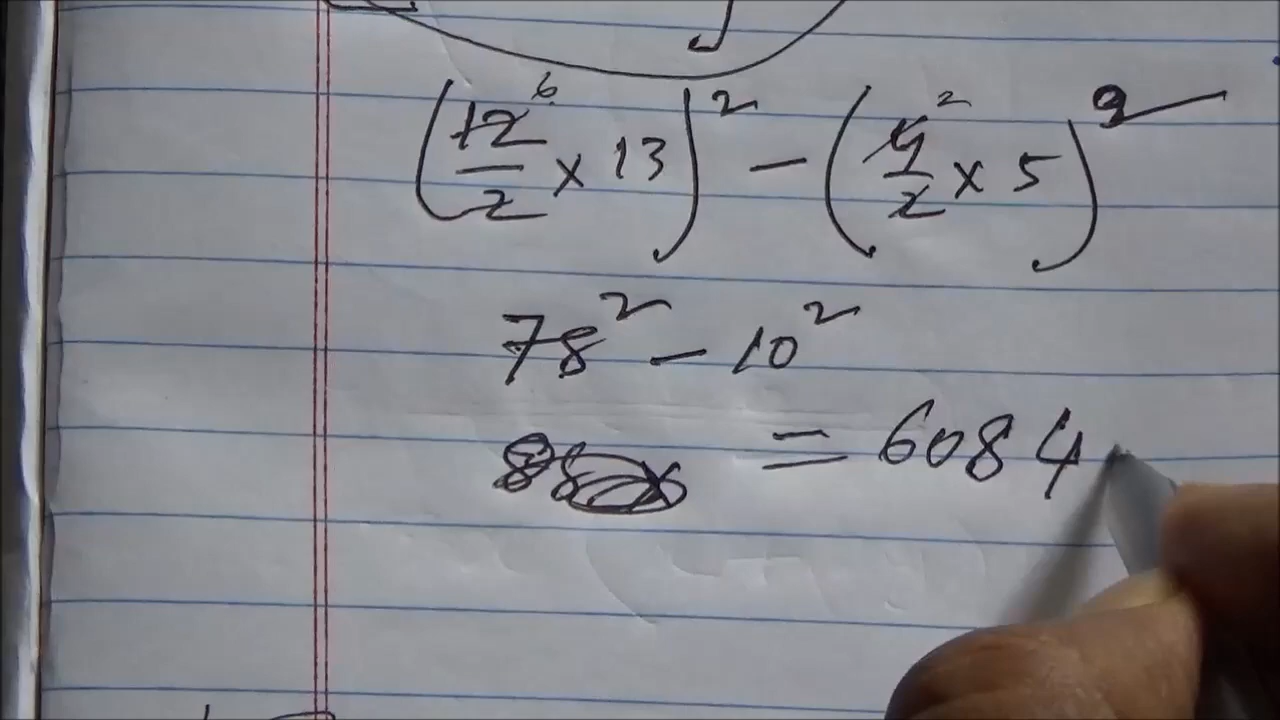 (12/2 × 13)² − (4/2 × 5)²
78² − 10²
= 6084